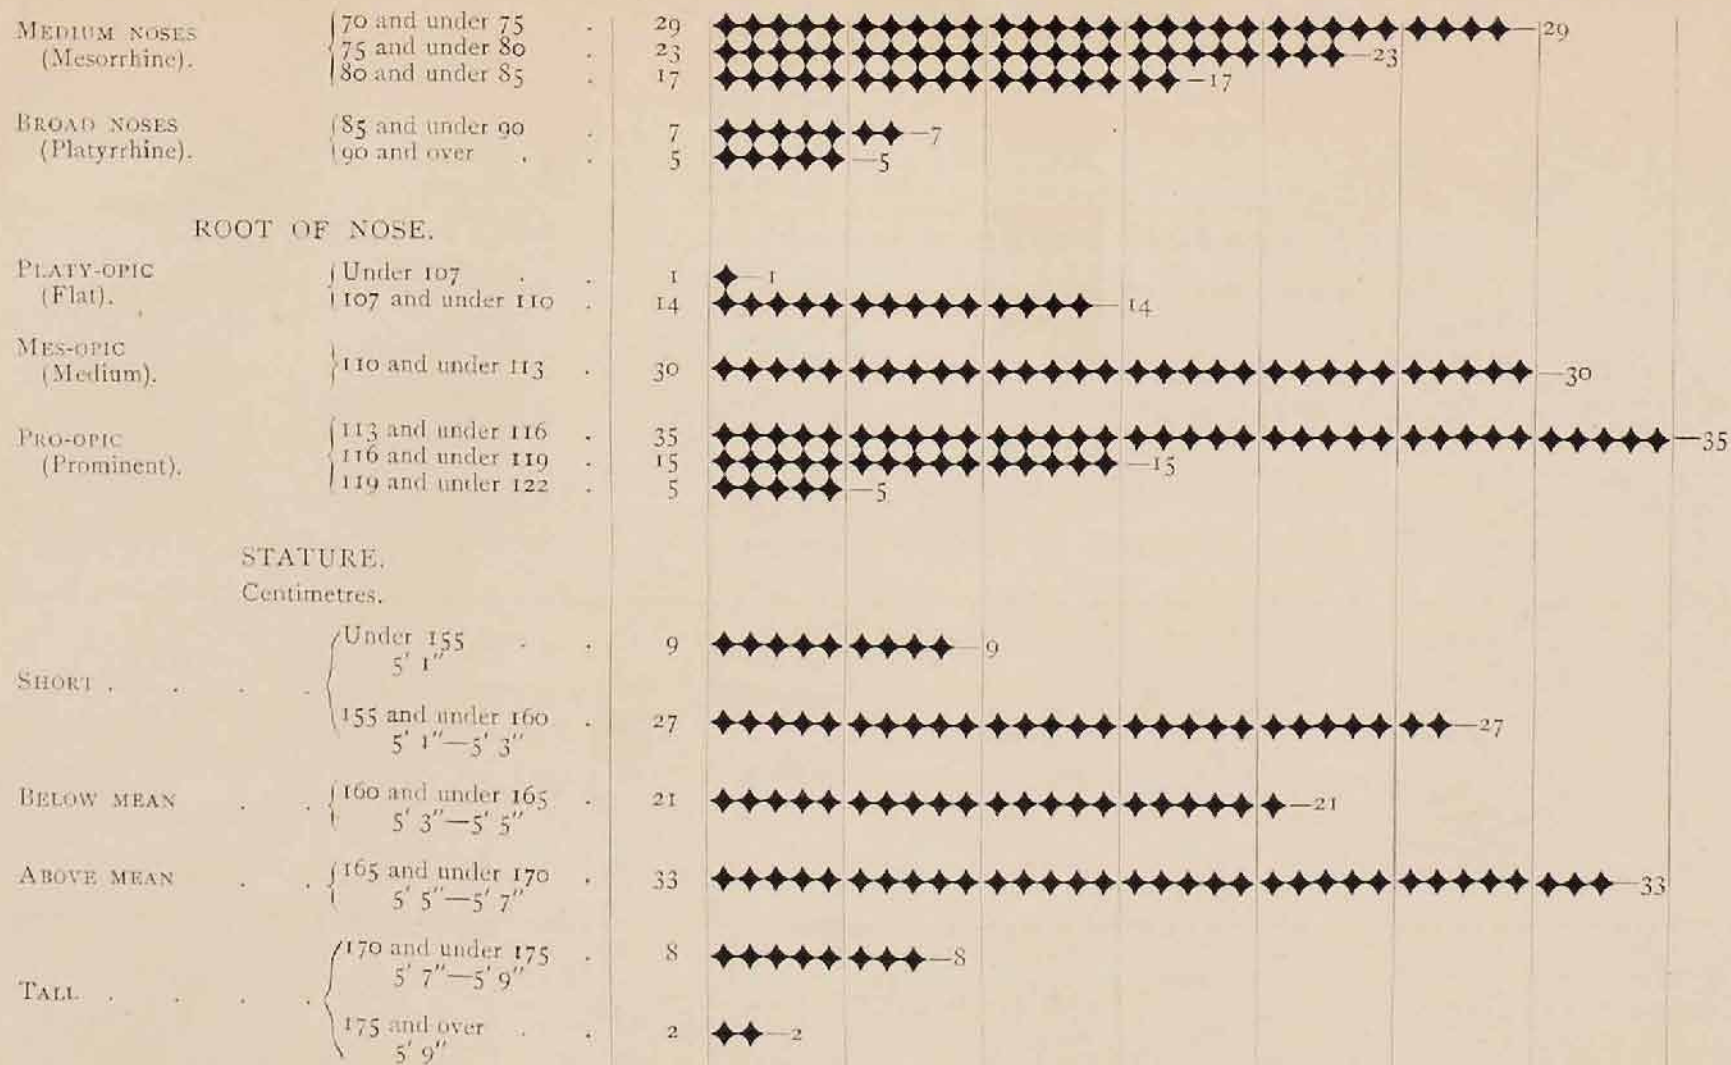 MEDIUM NOSES (Mesorrhine). 70 and under 75 . 29 —29
75 and under 80 . 23 —23
80 and under 85 . 17 —17
BROAD NOSES (Platyrrhine). 85 and under 90 . 7 —7
90 and over . . 5 —5
ROOT OF NOSE.
PLATY-OPIC (Flat). Under 107 . . 1 —1
107 and under 110 . 14 —14
MES-OPIC (Medium). 110 and under 113 . 30 —30
PRO-OPIC (Prominent). 113 and under 116 . 35 —35
116 and under 119 . 15 —15
119 and under 122 . 5 —5
STATURE.
Centimetres.
SHORT . . . . Under 155 . . 9 —9
5' 1"
155 and under 160 . 27 —27
5' 1"—5' 3"
BELOW MEAN . . 160 and under 165 . 21 —21
5' 3"—5' 5"
ABOVE MEAN . . 165 and under 170 . 33 —33
5' 5"—5' 7"
TALL . . . . 170 and under 175 . 8 —8
5' 7"—5' 9"
175 and over . . 2 —2
5' 9"